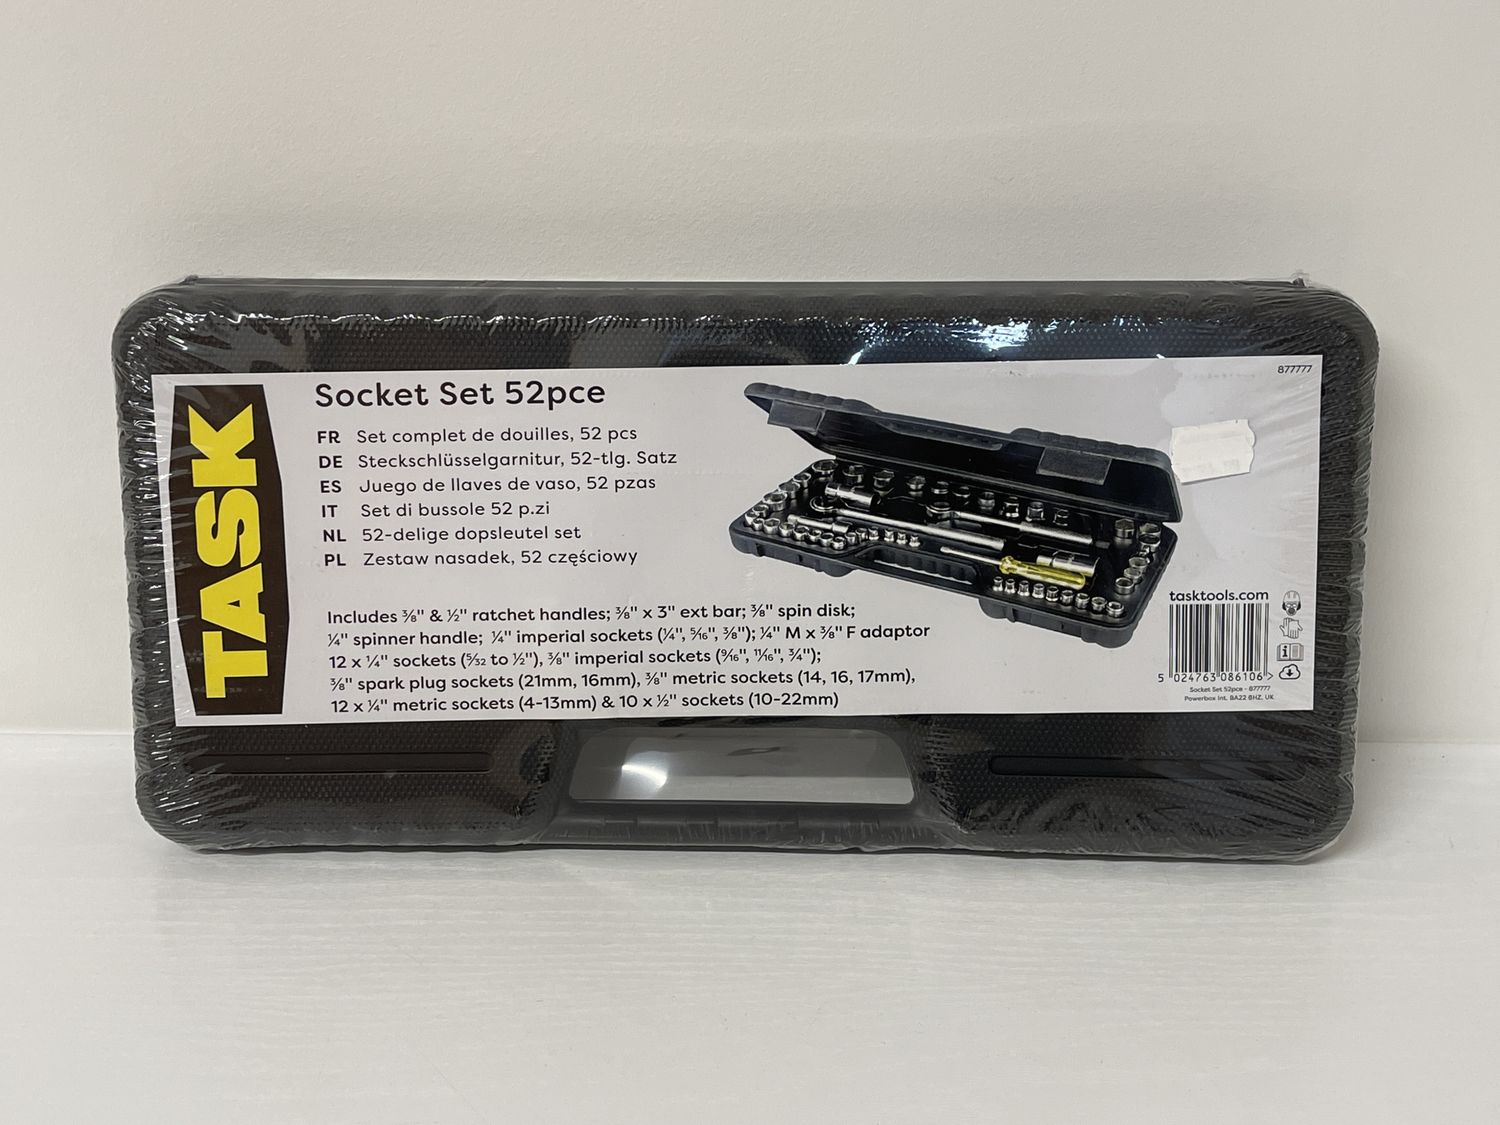 877777
TASK
Socket Set 52pce
FR Set complet de douilles, 52 pcs
DE Steckschlüsselgarnitur, 52-tlg. Satz
ES Juego de llaves de vaso, 52 pzas
IT Set di bussole 52 p.zi
NL 52-delige dopsleutel set
PL Zestaw nasadek, 52 częściowy
Includes ⅜" & ½" ratchet handles; ⅜" x 3" ext bar; ⅜" spin disk;
¼" spinner handle; ¼" imperial sockets (¼", 5⁄16", ⅜"); ¼" M x ⅜" F adaptor
12 x ¼" sockets (5⁄32 to ½"), ⅜" imperial sockets (9⁄16", 11⁄16", ¾");
⅜" spark plug sockets (21mm, 16mm), ⅜" metric sockets (14, 16, 17mm),
12 x ¼" metric sockets (4-13mm) & 10 x ½" sockets (10-22mm)
tasktools.com
5 024763 086106 >
Socket Set 52pce - 877777
Powerbox Int. BA22 8HZ. UK